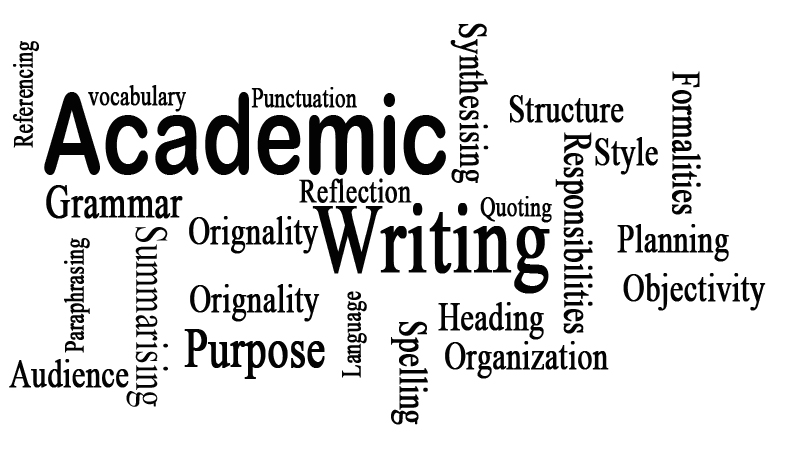 Referencing
vocabulary
Punctuation
Academic
Synthesising
Structure
Style
Formalities
Responsibilities
Grammar
Reflection
Orignality
Writing
Quoting
Planning
Objectivity
Paraphrasing
Summarising
Orignality
Purpose
Language
Spelling
Heading
Organization
Audience